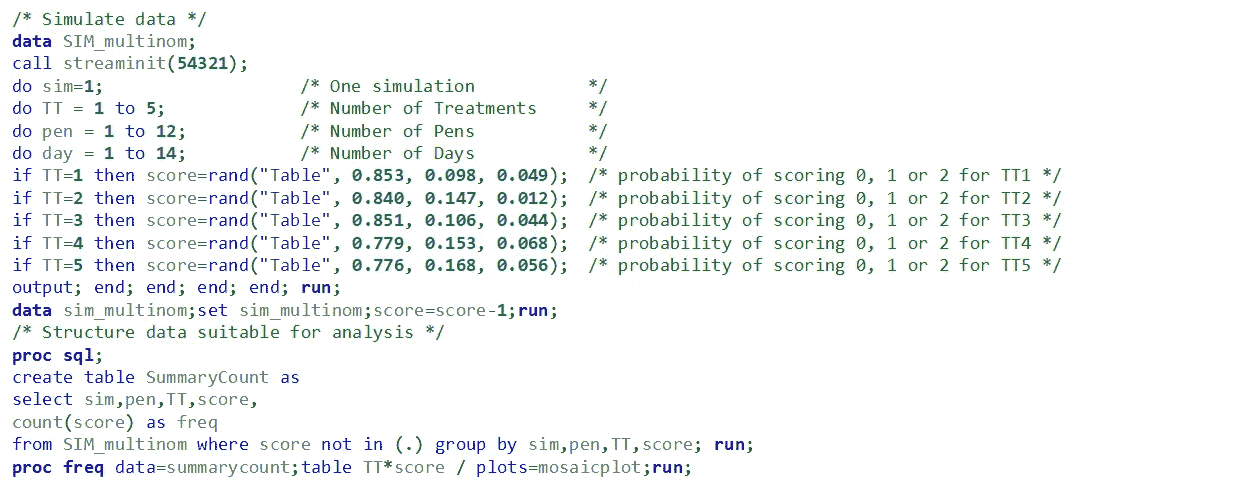 /* Simulate data */
data SIM_multinom;
call streaminit(54321);
do sim=1; /* One simulation */
do TT = 1 to 5; /* Number of Treatments */
do pen = 1 to 12; /* Number of Pens */
do day = 1 to 14; /* Number of Days */
if TT=1 then score=rand("Table", 0.853, 0.098, 0.049); /* probability of scoring 0, 1 or 2 for TT1 */
if TT=2 then score=rand("Table", 0.840, 0.147, 0.012); /* probability of scoring 0, 1 or 2 for TT2 */
if TT=3 then score=rand("Table", 0.851, 0.106, 0.044); /* probability of scoring 0, 1 or 2 for TT3 */
if TT=4 then score=rand("Table", 0.779, 0.153, 0.068); /* probability of scoring 0, 1 or 2 for TT4 */
if TT=5 then score=rand("Table", 0.776, 0.168, 0.056); /* probability of scoring 0, 1 or 2 for TT5 */
output; end; end; end; end; run;
data sim_multinom;set sim_multinom;score=score-1;run;
/* Structure data suitable for analysis */
proc sql;
create table SummaryCount as
select sim,pen,TT,score,
count(score) as freq
from SIM_multinom where score not in (.) group by sim,pen,TT,score; run;
proc freq data=summarycount;table TT*score / plots=mosaicplot;run;